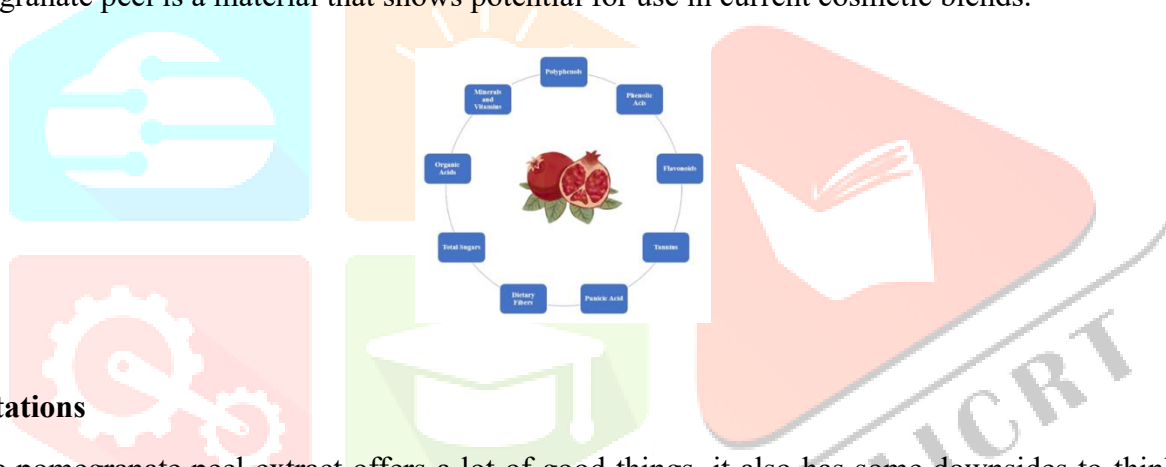 granate peel is a material that shows potential for use in current cosmetic blends.
Polyphenols
Phenolic
Acis
Flavonoids
Tannins
Punicic Acid
Dietary
Fibers
Total Sugars
Organic
Acids
Minerals
and
Vitamins
tations
pomegranate peel extract offers a lot of good things, it also has some downsides to thin
IJCRT